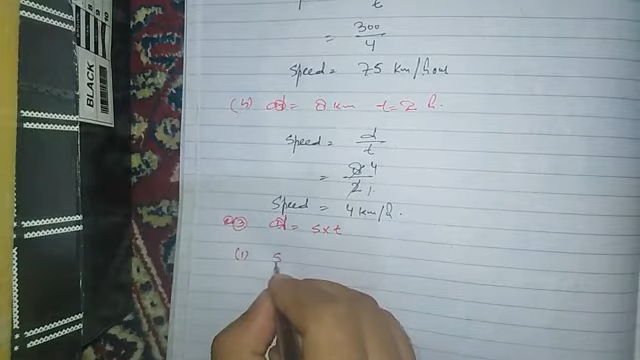 t
= 300/4
Speed = 75 km/hour
(h) d = 8 km t = 2 h.
Speed = d/t
= 8 4/2 1
Speed = 4 km/h.
Q3 d = s x t
(1) S
BLACK